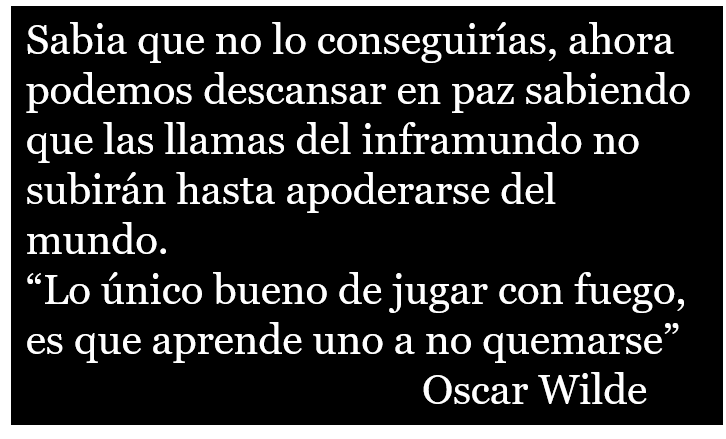 Sabia que no lo conseguirías, ahora
podemos descansar en paz sabiendo
que las llamas del inframundo no
subirán hasta apoderarse del
mundo.
“Lo único bueno de jugar con fuego,
es que aprende uno a no quemarse”
Oscar Wilde